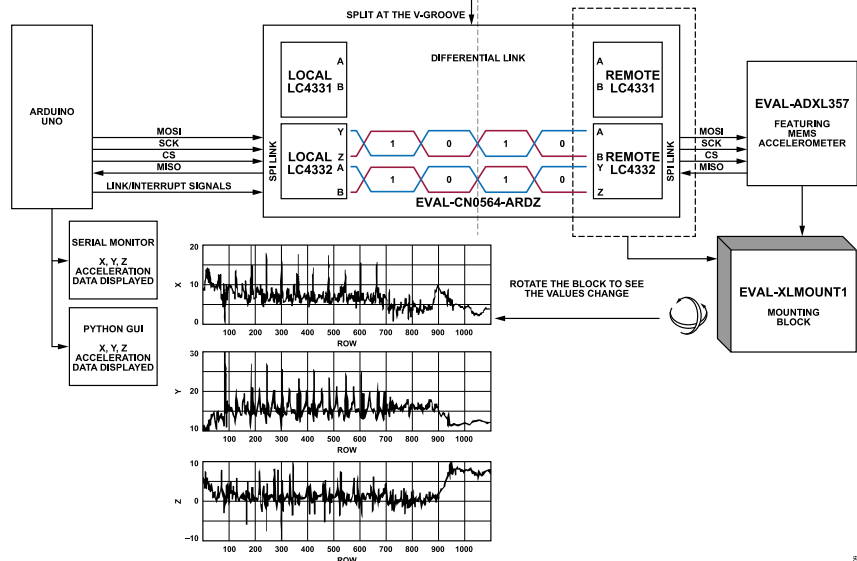 SPLIT AT THE V-GROOVE
ARDUINO
UNO
MOSI
SCK
CS
MISO
LINK/INTERRUPT SIGNALS
SPI LINK
LOCAL
LC4331
A
B
DIFFERENTIAL LINK
A
B
REMOTE
LC4331
LOCAL
LC4332
Y
Z
A
B
1
0
1
0
1
0
1
0
A
B
Y
Z
REMOTE
LC4332
SPI LINK
EVAL-CN0564-ARDZ
MOSI
SCK
CS
MISO
EVAL-ADXL357
FEATURING
MEMS
ACCELEROMETER
SERIAL MONITOR
X, Y, Z
ACCELERATION
DATA DISPLAYED
PYTHON GUI
X, Y, Z
ACCELERATION
DATA DISPLAYED
ROTATE THE BLOCK TO SEE
THE VALUES CHANGE
EVAL-XLMOUNT1
MOUNTING
BLOCK
20
10
0
X
100 200 300 400 500 600 700 800 900 1000
ROW
30
20
10
Y
100 200 300 400 500 600 700 800 900 1000
ROW
10
0
–10
Z
100 200 300 400 500 600 700 800 900 1000
ROW